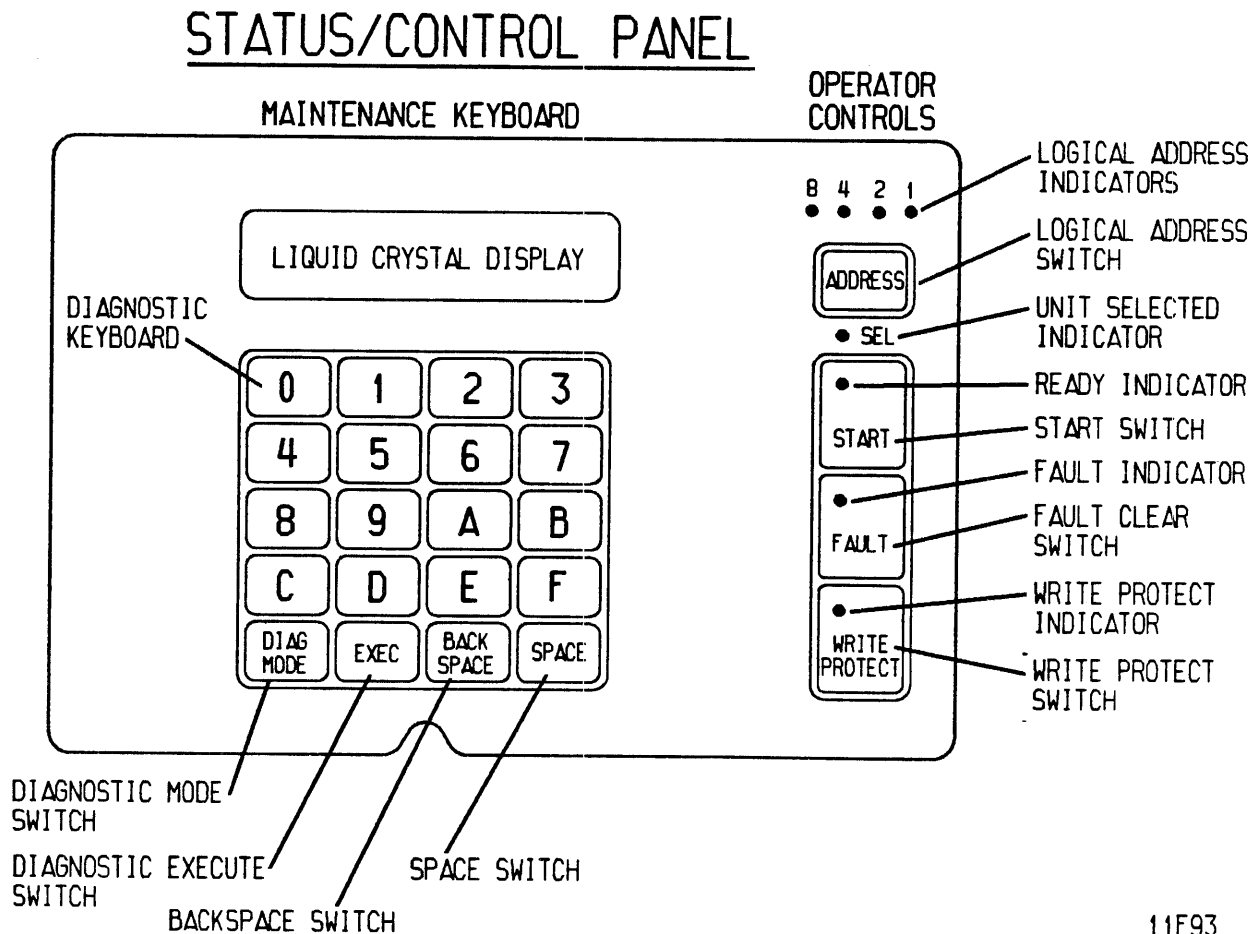 STATUS/CONTROL PANEL
MAINTENANCE KEYBOARD
OPERATOR
CONTROLS
8 4 2 1
LOGICAL ADDRESS
INDICATORS
LIQUID CRYSTAL DISPLAY
ADDRESS
LOGICAL ADDRESS
SWITCH
DIAGNOSTIC
KEYBOARD
SEL
UNIT SELECTED
INDICATOR
0 1 2 3
4 5 6 7
8 9 A B
C D E F
DIAG
MODE
EXEC
BACK
SPACE
SPACE
START
READY INDICATOR
START SWITCH
FAULT
FAULT INDICATOR
FAULT CLEAR
SWITCH
WRITE
PROTECT
WRITE PROTECT
INDICATOR
WRITE PROTECT
SWITCH
DIAGNOSTIC MODE
SWITCH
DIAGNOSTIC EXECUTE
SWITCH
BACKSPACE SWITCH
SPACE SWITCH
11F93